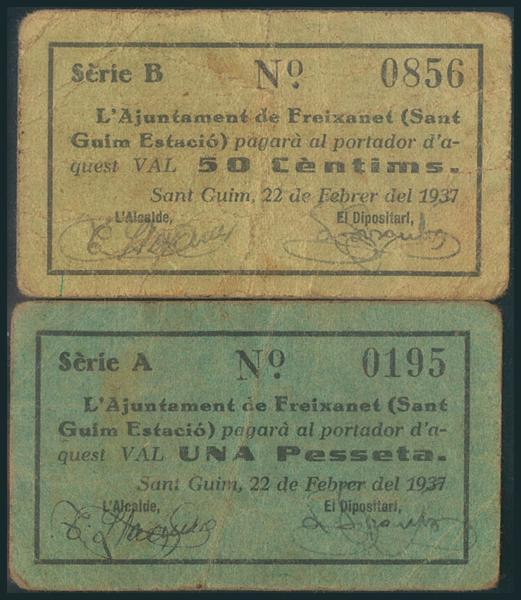 Sèrie B Nº 0856
L'Ajuntament de Freixanet (Sant
Guim Estació) pagarà al portador d'a-
quest VAL 50 Cèntims.
Sant Guim, 22 de Febrer del 1937
L'Alcalde, El Dipositari,
Sèrie A Nº 0195
L'Ajuntament de Freixanet (Sant
Guim Estació) pagarà al portador d'a-
quest VAL UNA Pesseta.
Sant Guim, 22 de Febrer del 1937
L'Alcalde, El Dipositari,